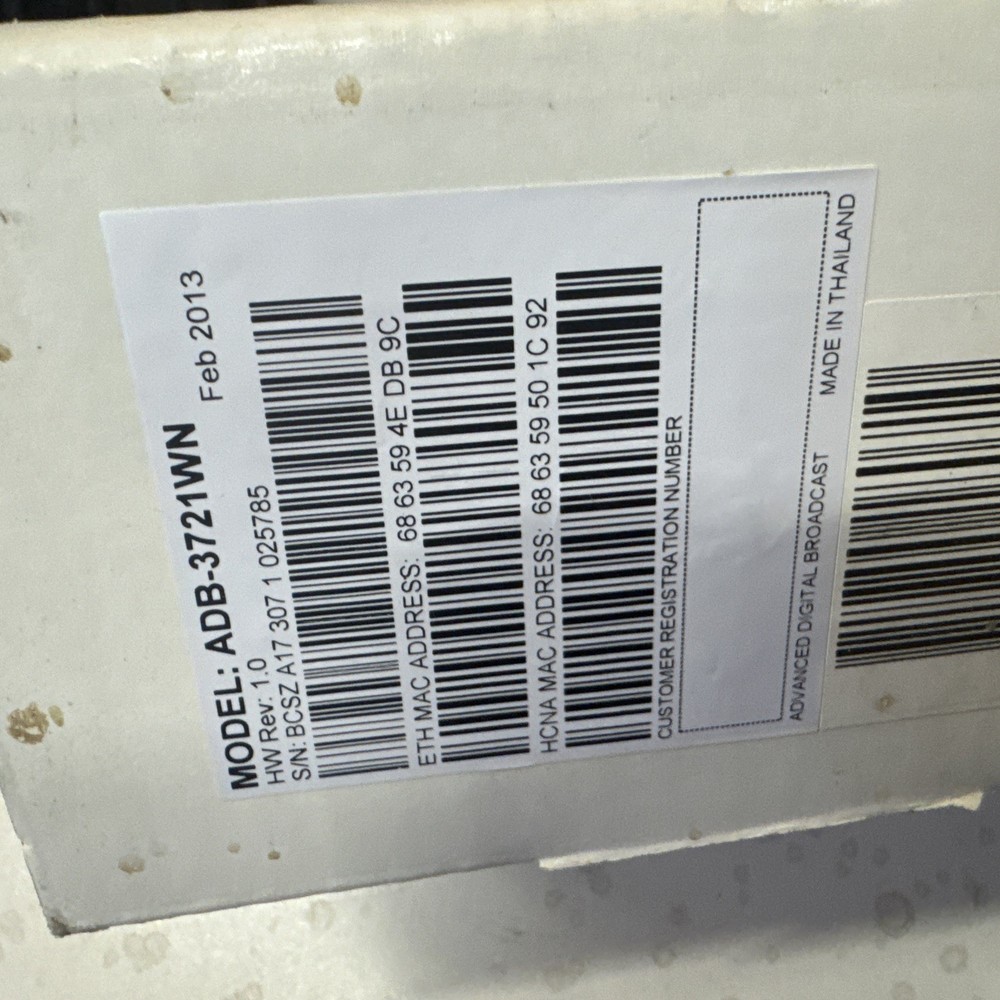 MODEL: ADB-3721WN
Feb 2013
HW Rev: 1.0
S/N: BCSZ A17 307 1 025785
ETH MAC ADDRESS: 68 63 59 4E DB 9C
HCNA MAC ADDRESS: 68 63 59 50 1C 92
CUSTOMER REGISTRATION NUMBER
ADVANCED DIGITAL BROADCAST MADE IN THAILAND